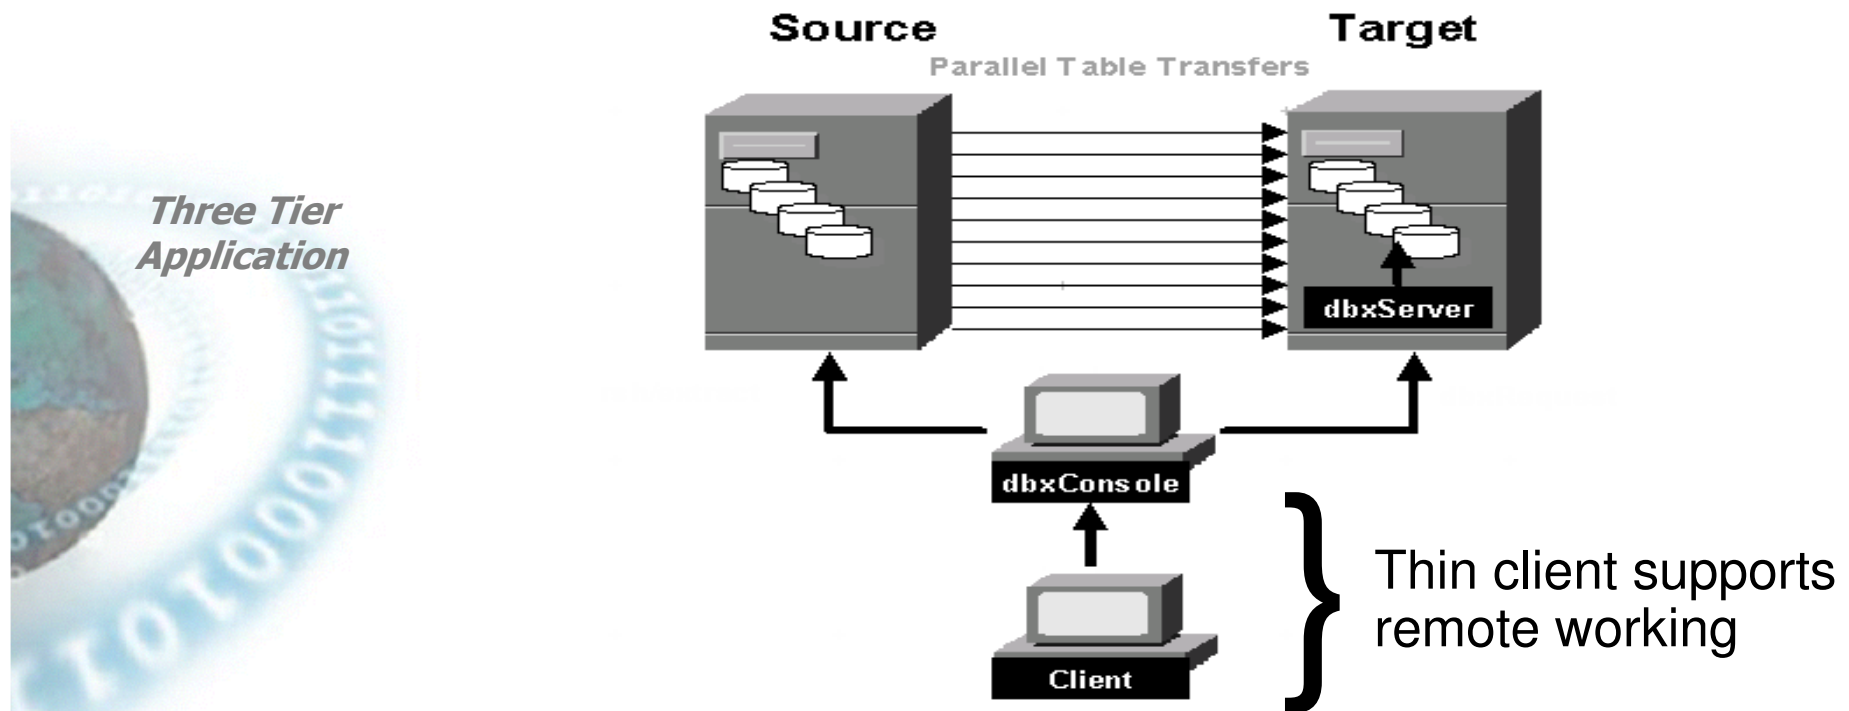 Source
Target
Parallel Table Transfers
Three Tier
Application
dbxServer
dbxConsole
Client
Thin client supports
remote working